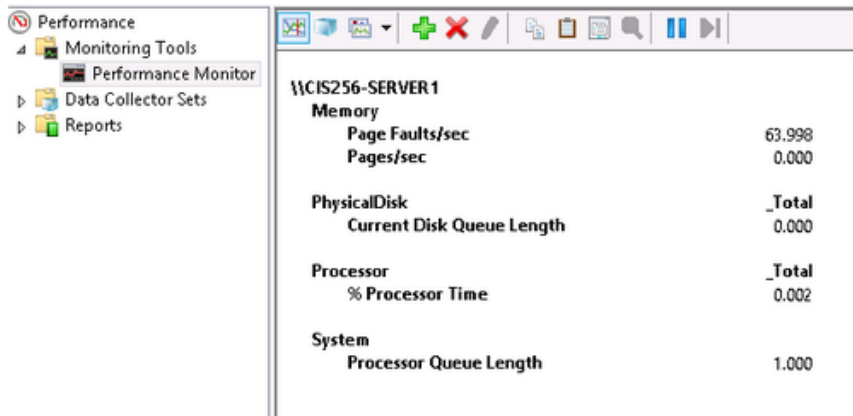 Performance
Monitoring Tools
Performance Monitor
Data Collector Sets
Reports
\\CIS256-SERVER1
Memory
Page Faults/sec 63.998
Pages/sec 0.000
PhysicalDisk _Total
Current Disk Queue Length 0.000
Processor _Total
% Processor Time 0.002
System
Processor Queue Length 1.000